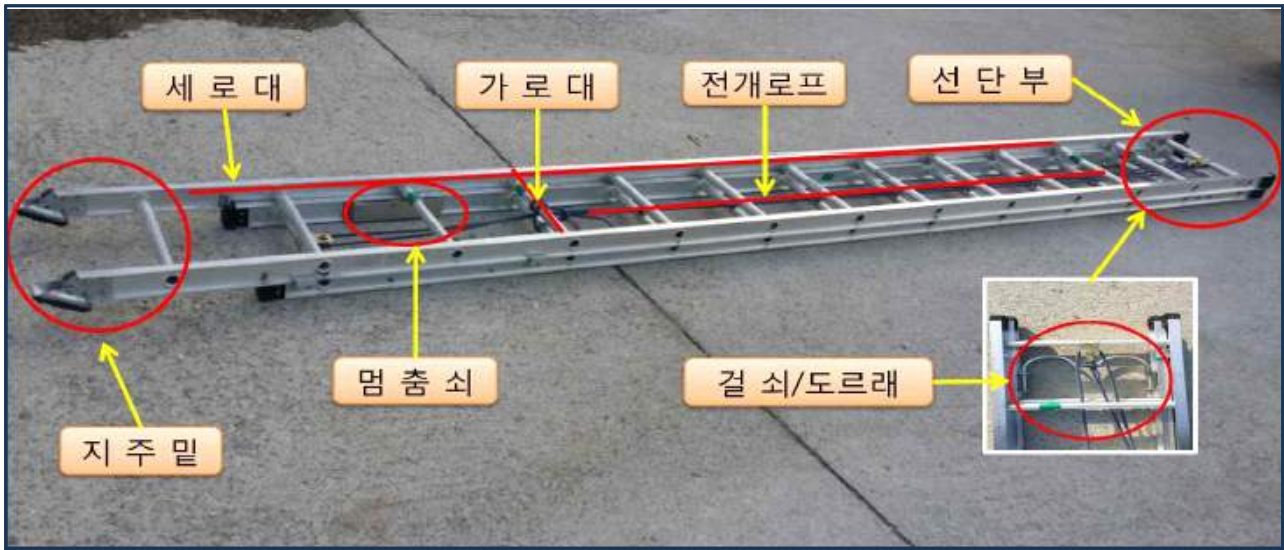 세 로 대
가 로 대
전개로프
선 단 부
멈 춤 쇠
걸 쇠/도르래
지 주 밑